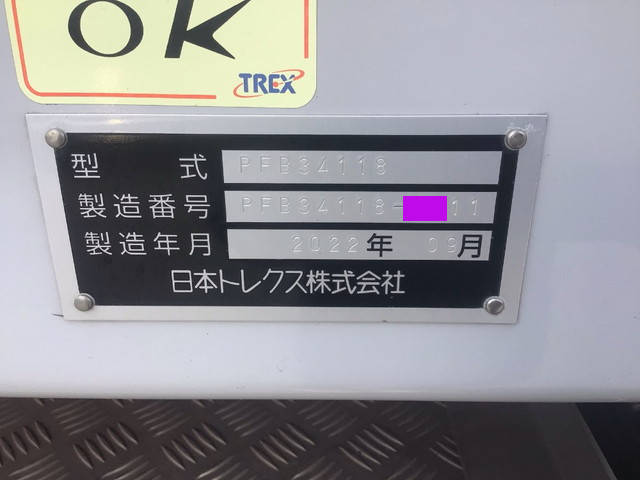 OK
TREX
型 式 PFB34118
製造番号 PFB34118- 11
製造年月 2022年 09月
日本トレクス株式会社